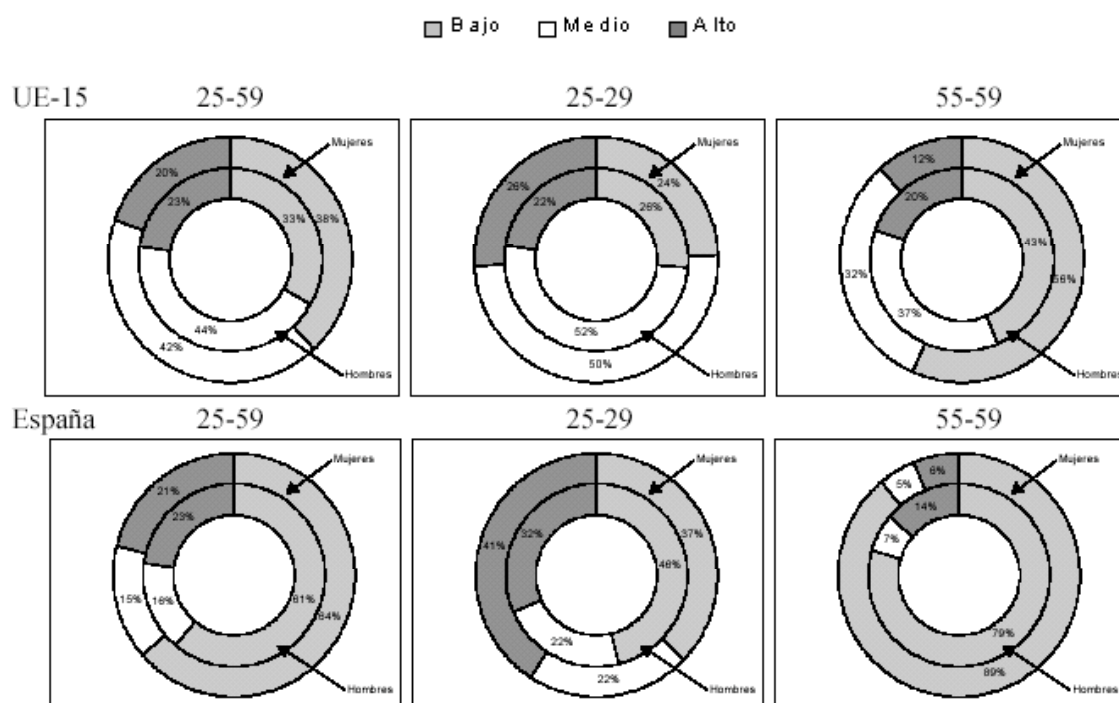 Bajo Medio Alto
UE-15 25-59 25-29 55-59
Mujeres Mujeres Mujeres
20% 26% 24% 12%
23% 33% 38% 22% 26% 20% 43%
32% 56%
44% 52% 37%
42% 50%
Hombres Hombres Hombres
España 25-59 25-29 55-59
Mujeres Mujeres Mujeres
21% 5% 6%
23% 41% 32% 37% 14%
15% 16% 61% 64% 46% 7%
22% 79%
22% 89%
Hombres Hombres Hombres